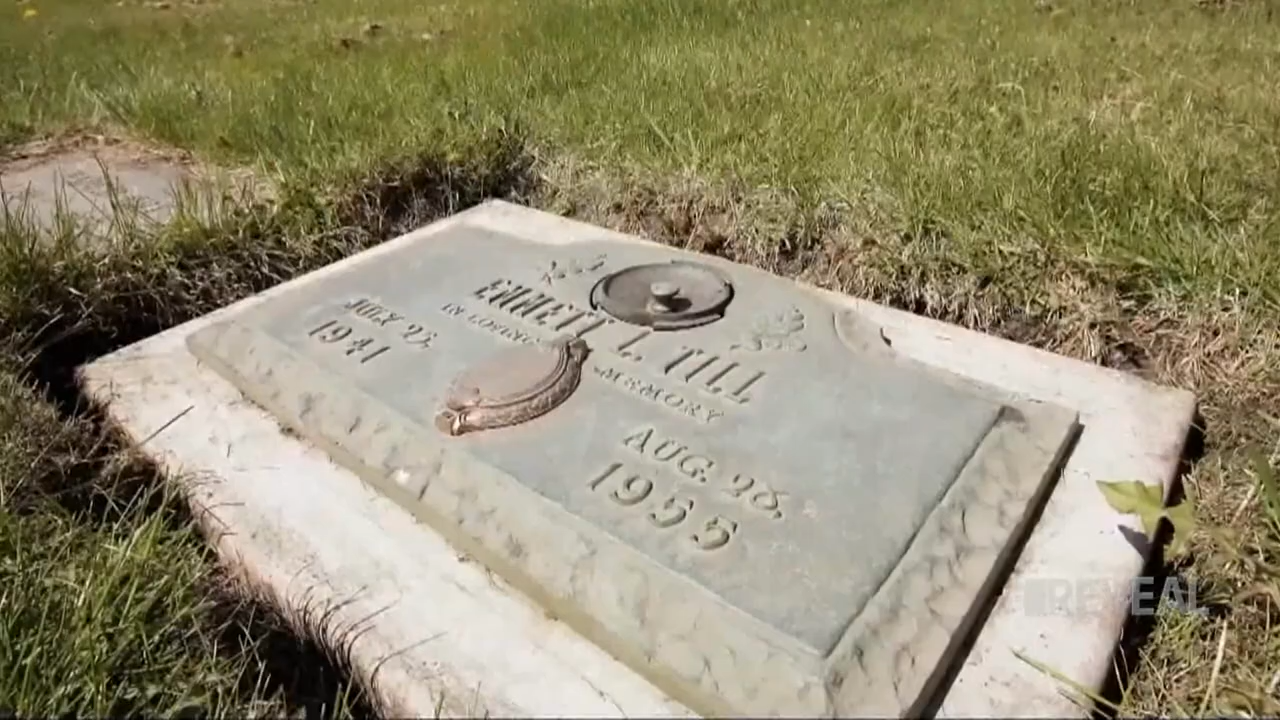 EMMETT L. TILL
IN LOVING MEMORY
JULY 25,
1941
AUG. 28,
1955
REVEAL